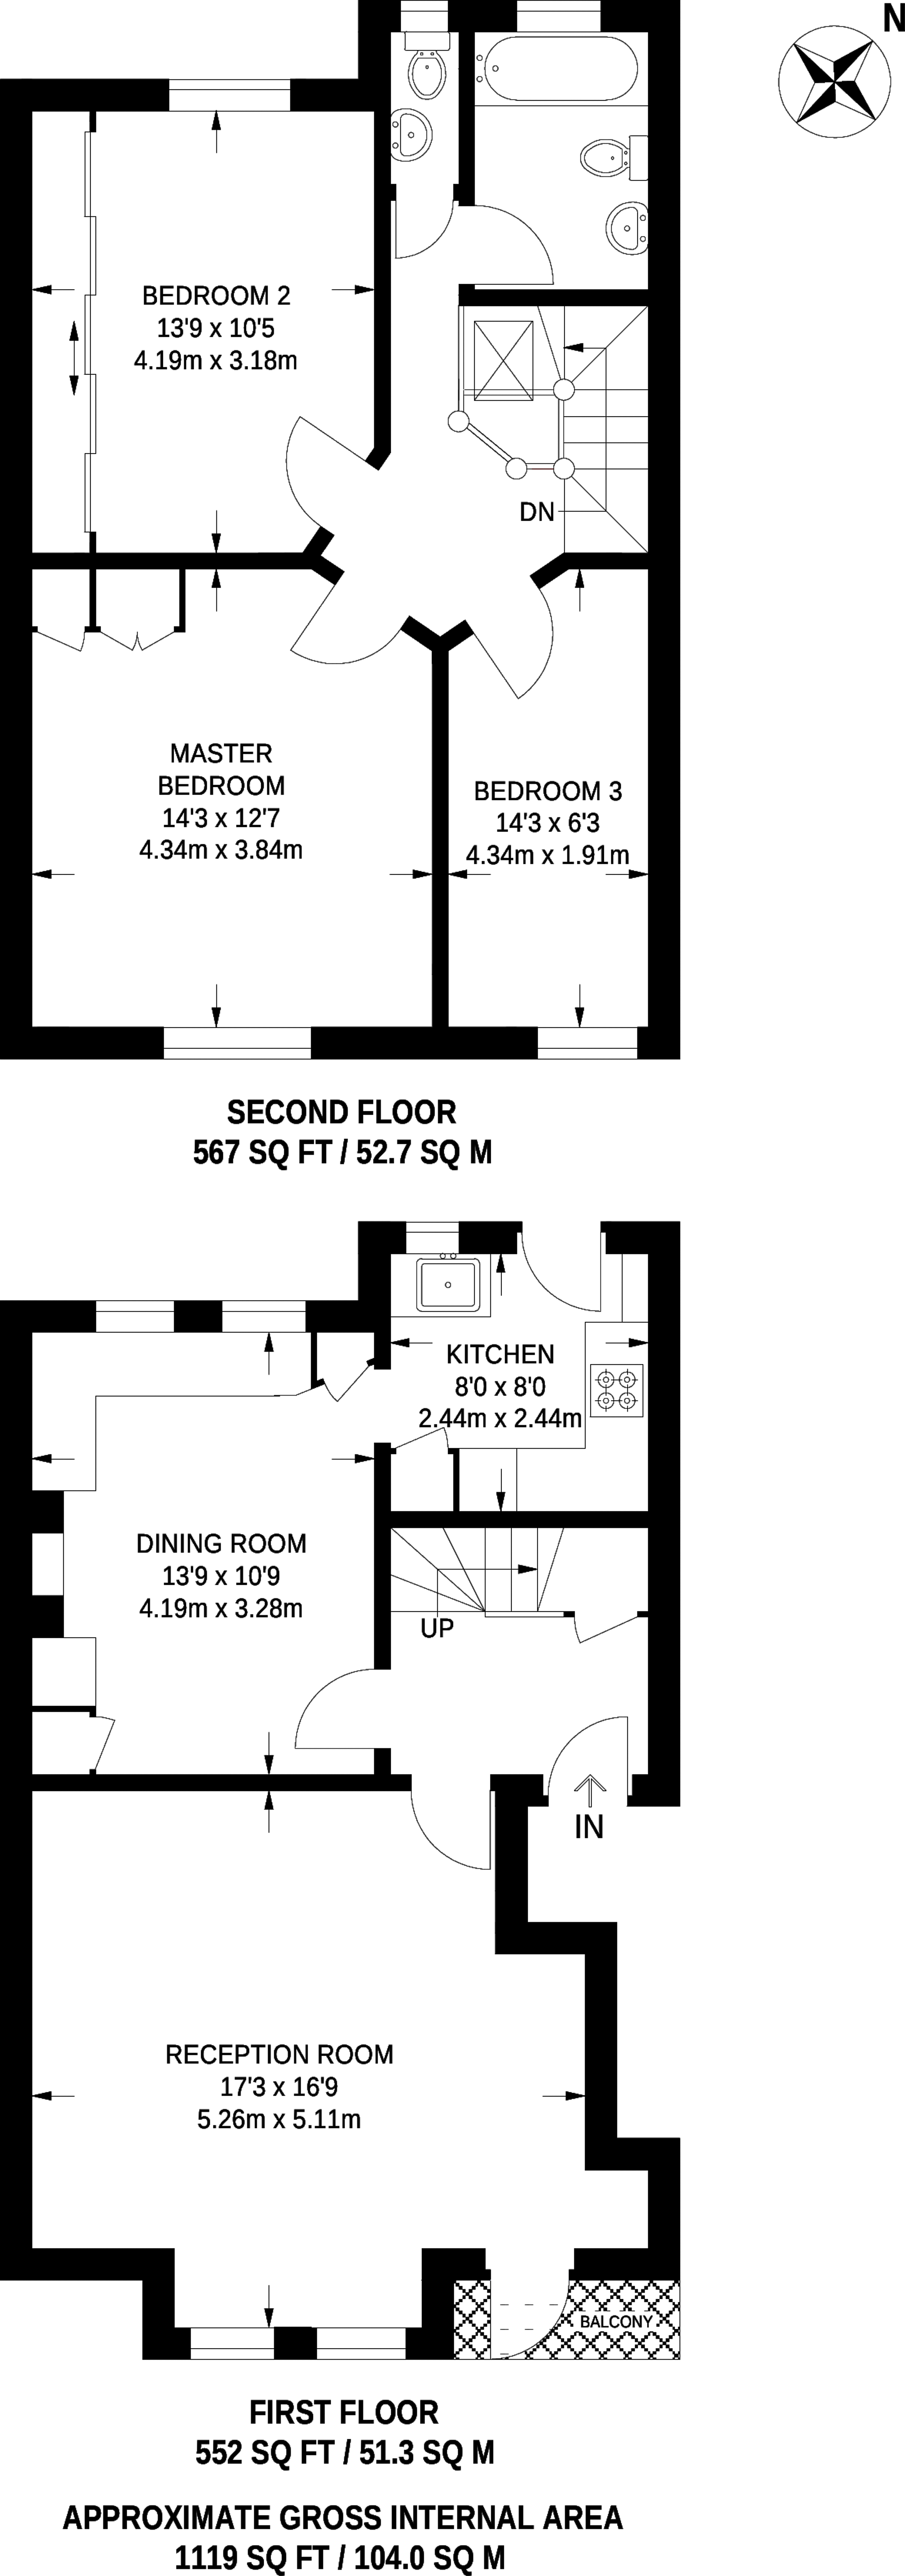 N
BEDROOM 2
13'9 x 10'5
4.19m x 3.18m
DN
MASTER
BEDROOM
14'3 x 12'7
4.34m x 3.84m
BEDROOM 3
14'3 x 6'3
4.34m x 1.91m
SECOND FLOOR
567 SQ FT / 52.7 SQ M
KITCHEN
8'0 x 8'0
2.44m x 2.44m
DINING ROOM
13'9 x 10'9
4.19m x 3.28m
UP
IN
RECEPTION ROOM
17'3 x 16'9
5.26m x 5.11m
BALCONY
FIRST FLOOR
552 SQ FT / 51.3 SQ M
APPROXIMATE GROSS INTERNAL AREA
1119 SQ FT / 104.0 SQ M